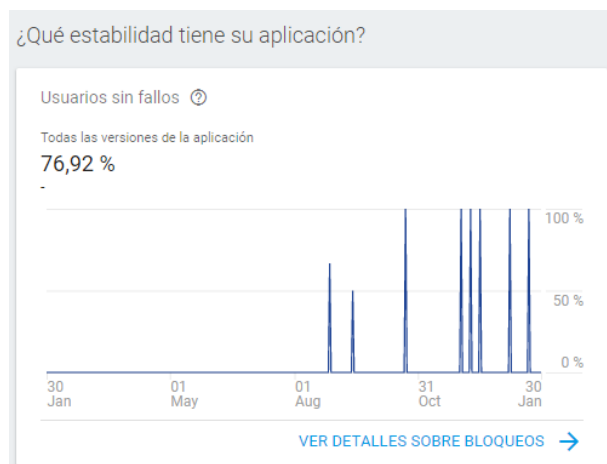 ¿Qué estabilidad tiene su aplicación?
Usuarios sin fallos ?
Todas las versiones de la aplicación
76,92 %
-
100 %
50 %
0 %
30 01 01 31 30
Jan May Aug Oct Jan
VER DETALLES SOBRE BLOQUEOS